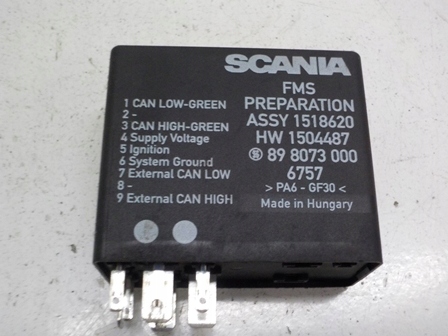 SCANIA
FMS
PREPARATION
ASSY 1518620
HW 1504487
Ⓢ 89 8073 000
6757
> PA6 - GF30 <
Made in Hungary
1 CAN LOW-GREEN
2 -
3 CAN HIGH-GREEN
4 Supply Voltage
5 Ignition
6 System Ground
7 External CAN LOW
8 -
9 External CAN HIGH